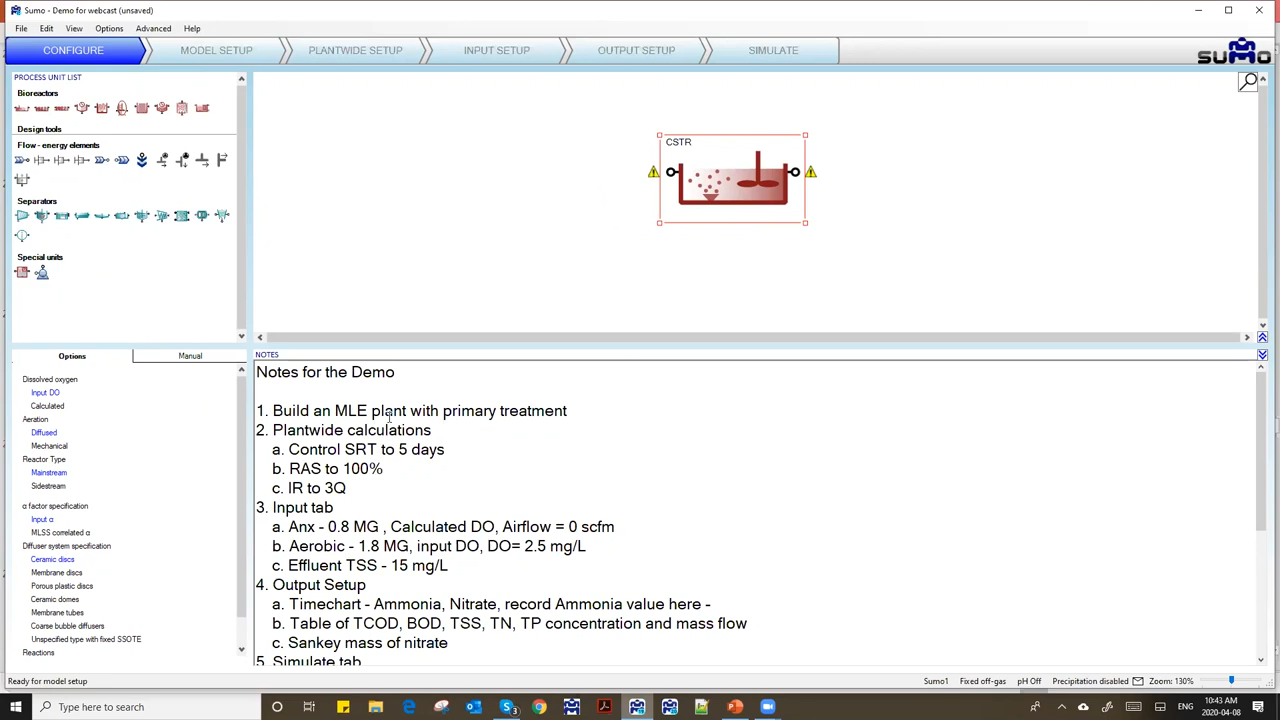 Sumo - Demo for webcast (unsaved)
File Edit View Options Advanced Help
CONFIGURE MODEL SETUP PLANTWIDE SETUP INPUT SETUP OUTPUT SETUP SIMULATE
sumo
PROCESS UNIT LIST
Bioreactors
Design tools
Flow - energy elements
Separators
Special units
CSTR
Options Manual
Dissolved oxygen
Input DO
Calculated
Aeration
Diffused
Mechanical
Reactor Type
Mainstream
Sidestream
α factor specification
Input α
MLSS correlated α
Diffuser system specification
Ceramic discs
Membrane discs
Porous plastic discs
Ceramic domes
Membrane tubes
Coarse bubble diffusers
Unspecified type with fixed SSOTE
Reactions
NOTES
Notes for the Demo
1. Build an MLE plant with primary treatment
2. Plantwide calculations
a. Control SRT to 5 days
b. RAS to 100%
c. IR to 3Q
3. Input tab
a. Anx - 0.8 MG , Calculated DO, Airflow = 0 scfm
b. Aerobic - 1.8 MG, input DO, DO= 2.5 mg/L
c. Effluent TSS - 15 mg/L
4. Output Setup
a. Timechart - Ammonia, Nitrate, record Ammonia value here -
b. Table of TCOD, BOD, TSS, TN, TP concentration and mass flow
c. Sankey mass of nitrate
5. Simulate tab
Ready for model setup
Sumo1 Fixed off-gas pH Off Precipitation disabled Zoom: 130%
Type here to search
10:43 AM
2020-04-08